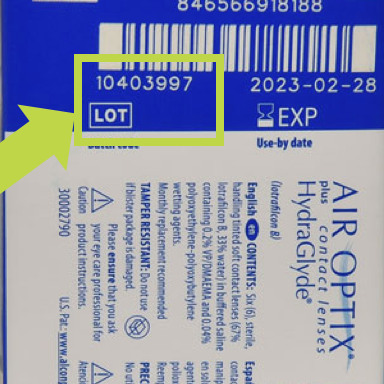 846566918188
10403997
2023-02-28
LOT
EXP
Batch code
Use-by date
AIR OPTIX®
plus
HydraGlyde®
contact lenses
(lotrafilcon B)
English en CONTENTS: Six (6), sterile,
handling tinted soft contact lenses (67%
lotrafilcon B, 33% water) in buffered saline
containing 0.2% VP/DMAEMA and 0.04%
polyoxyethylene-polyoxybutylene
wetting agents.
Monthly replacement recommended
TAMPER RESISTANT: Do not use
if blister package is damaged.
Please ensure that you ask
your eye care professional for
Caution product instructions.
30002790
U.S. Pat.: www.alcon